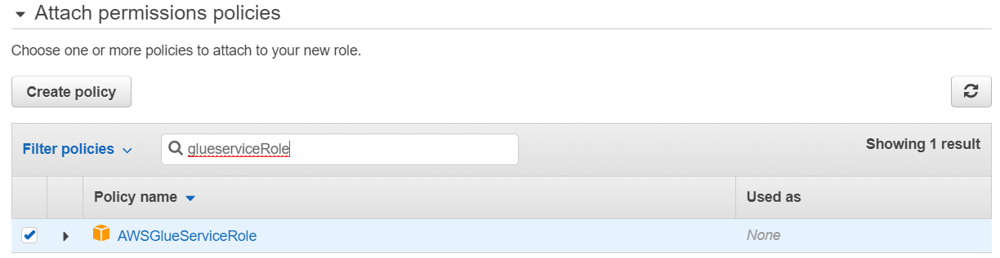 Attach permissions policies
Choose one or more policies to attach to your new role.
Create policy
Filter policies
glueserviceRole
Showing 1 result
Policy name
Used as
AWSGlueServiceRole
None